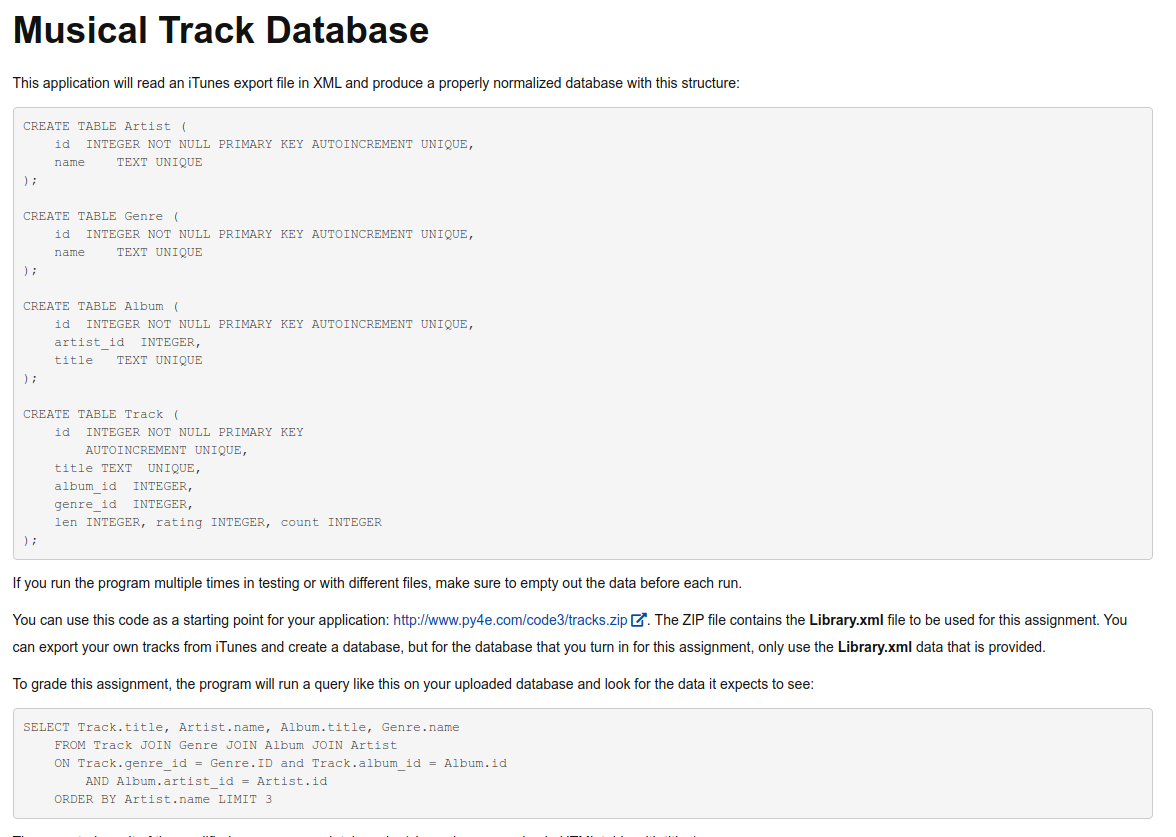 Musical Track Database
This application will read an iTunes export file in XML and produce a properly normalized database with this structure:
CREATE TABLE Artist (
    id  INTEGER NOT NULL PRIMARY KEY AUTOINCREMENT UNIQUE,
    name    TEXT UNIQUE
);
CREATE TABLE Genre (
    id  INTEGER NOT NULL PRIMARY KEY AUTOINCREMENT UNIQUE,
    name    TEXT UNIQUE
);
CREATE TABLE Album (
    id  INTEGER NOT NULL PRIMARY KEY AUTOINCREMENT UNIQUE,
    artist_id  INTEGER,
    title   TEXT UNIQUE
);
CREATE TABLE Track (
    id  INTEGER NOT NULL PRIMARY KEY
        AUTOINCREMENT UNIQUE,
    title TEXT  UNIQUE,
    album_id  INTEGER,
    genre_id  INTEGER,
    len INTEGER, rating INTEGER, count INTEGER
);
If you run the program multiple times in testing or with different files, make sure to empty out the data before each run.
You can use this code as a starting point for your application: http://www.py4e.com/code3/tracks.zip. The ZIP file contains the Library.xml file to be used for this assignment. You
can export your own tracks from iTunes and create a database, but for the database that you turn in for this assignment, only use the Library.xml data that is provided.
To grade this assignment, the program will run a query like this on your uploaded database and look for the data it expects to see:
SELECT Track.title, Artist.name, Album.title, Genre.name
    FROM Track JOIN Genre JOIN Album JOIN Artist
    ON Track.genre_id = Genre.ID and Track.album_id = Album.id
        AND Album.artist_id = Artist.id
    ORDER BY Artist.name LIMIT 3